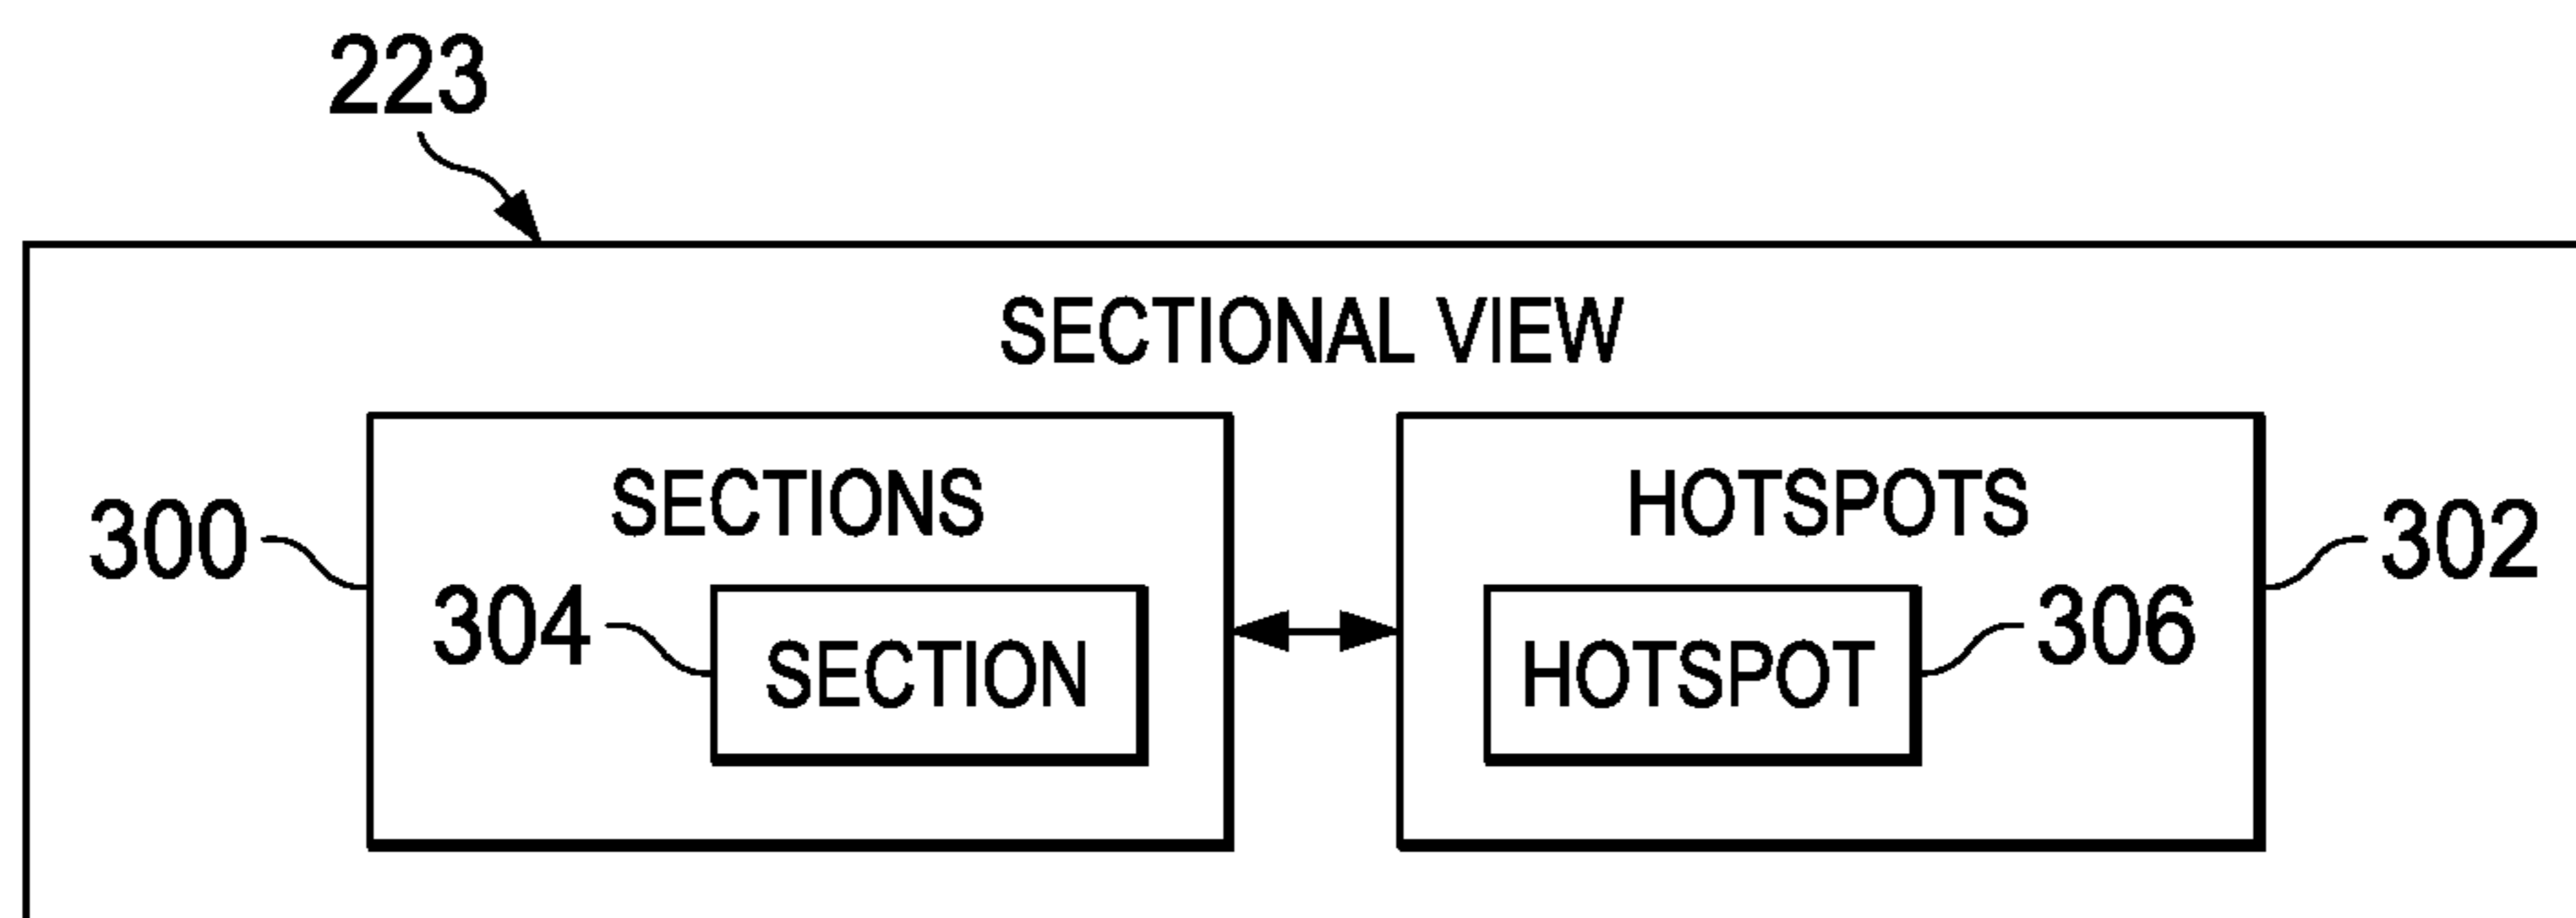 223
SECTIONAL VIEW
SECTIONS
HOTSPOTS
300
302
304
SECTION
HOTSPOT
306